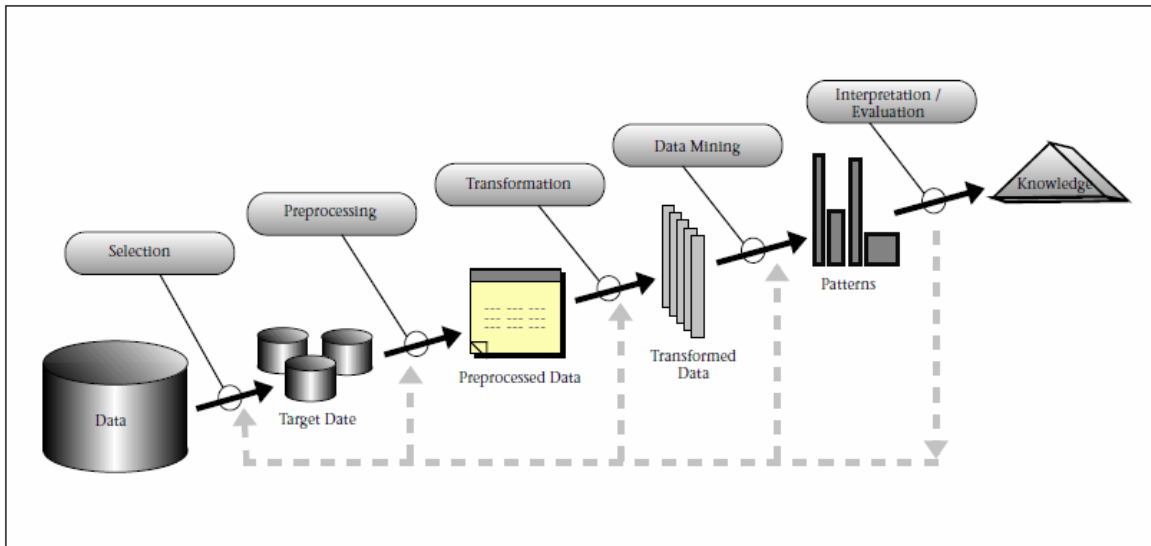 Interpretation /
Evaluation
Data Mining
Transformation
Preprocessing
Selection
Knowledge
Patterns
Transformed
Data
Preprocessed Data
Target Date
Data